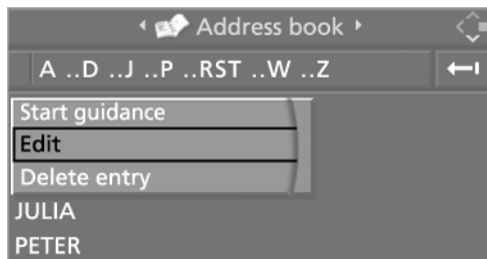 Address book
A ..D ..J ..P ..RST ..W ..Z
Start guidance
Edit
Delete entry
JULIA
PETER